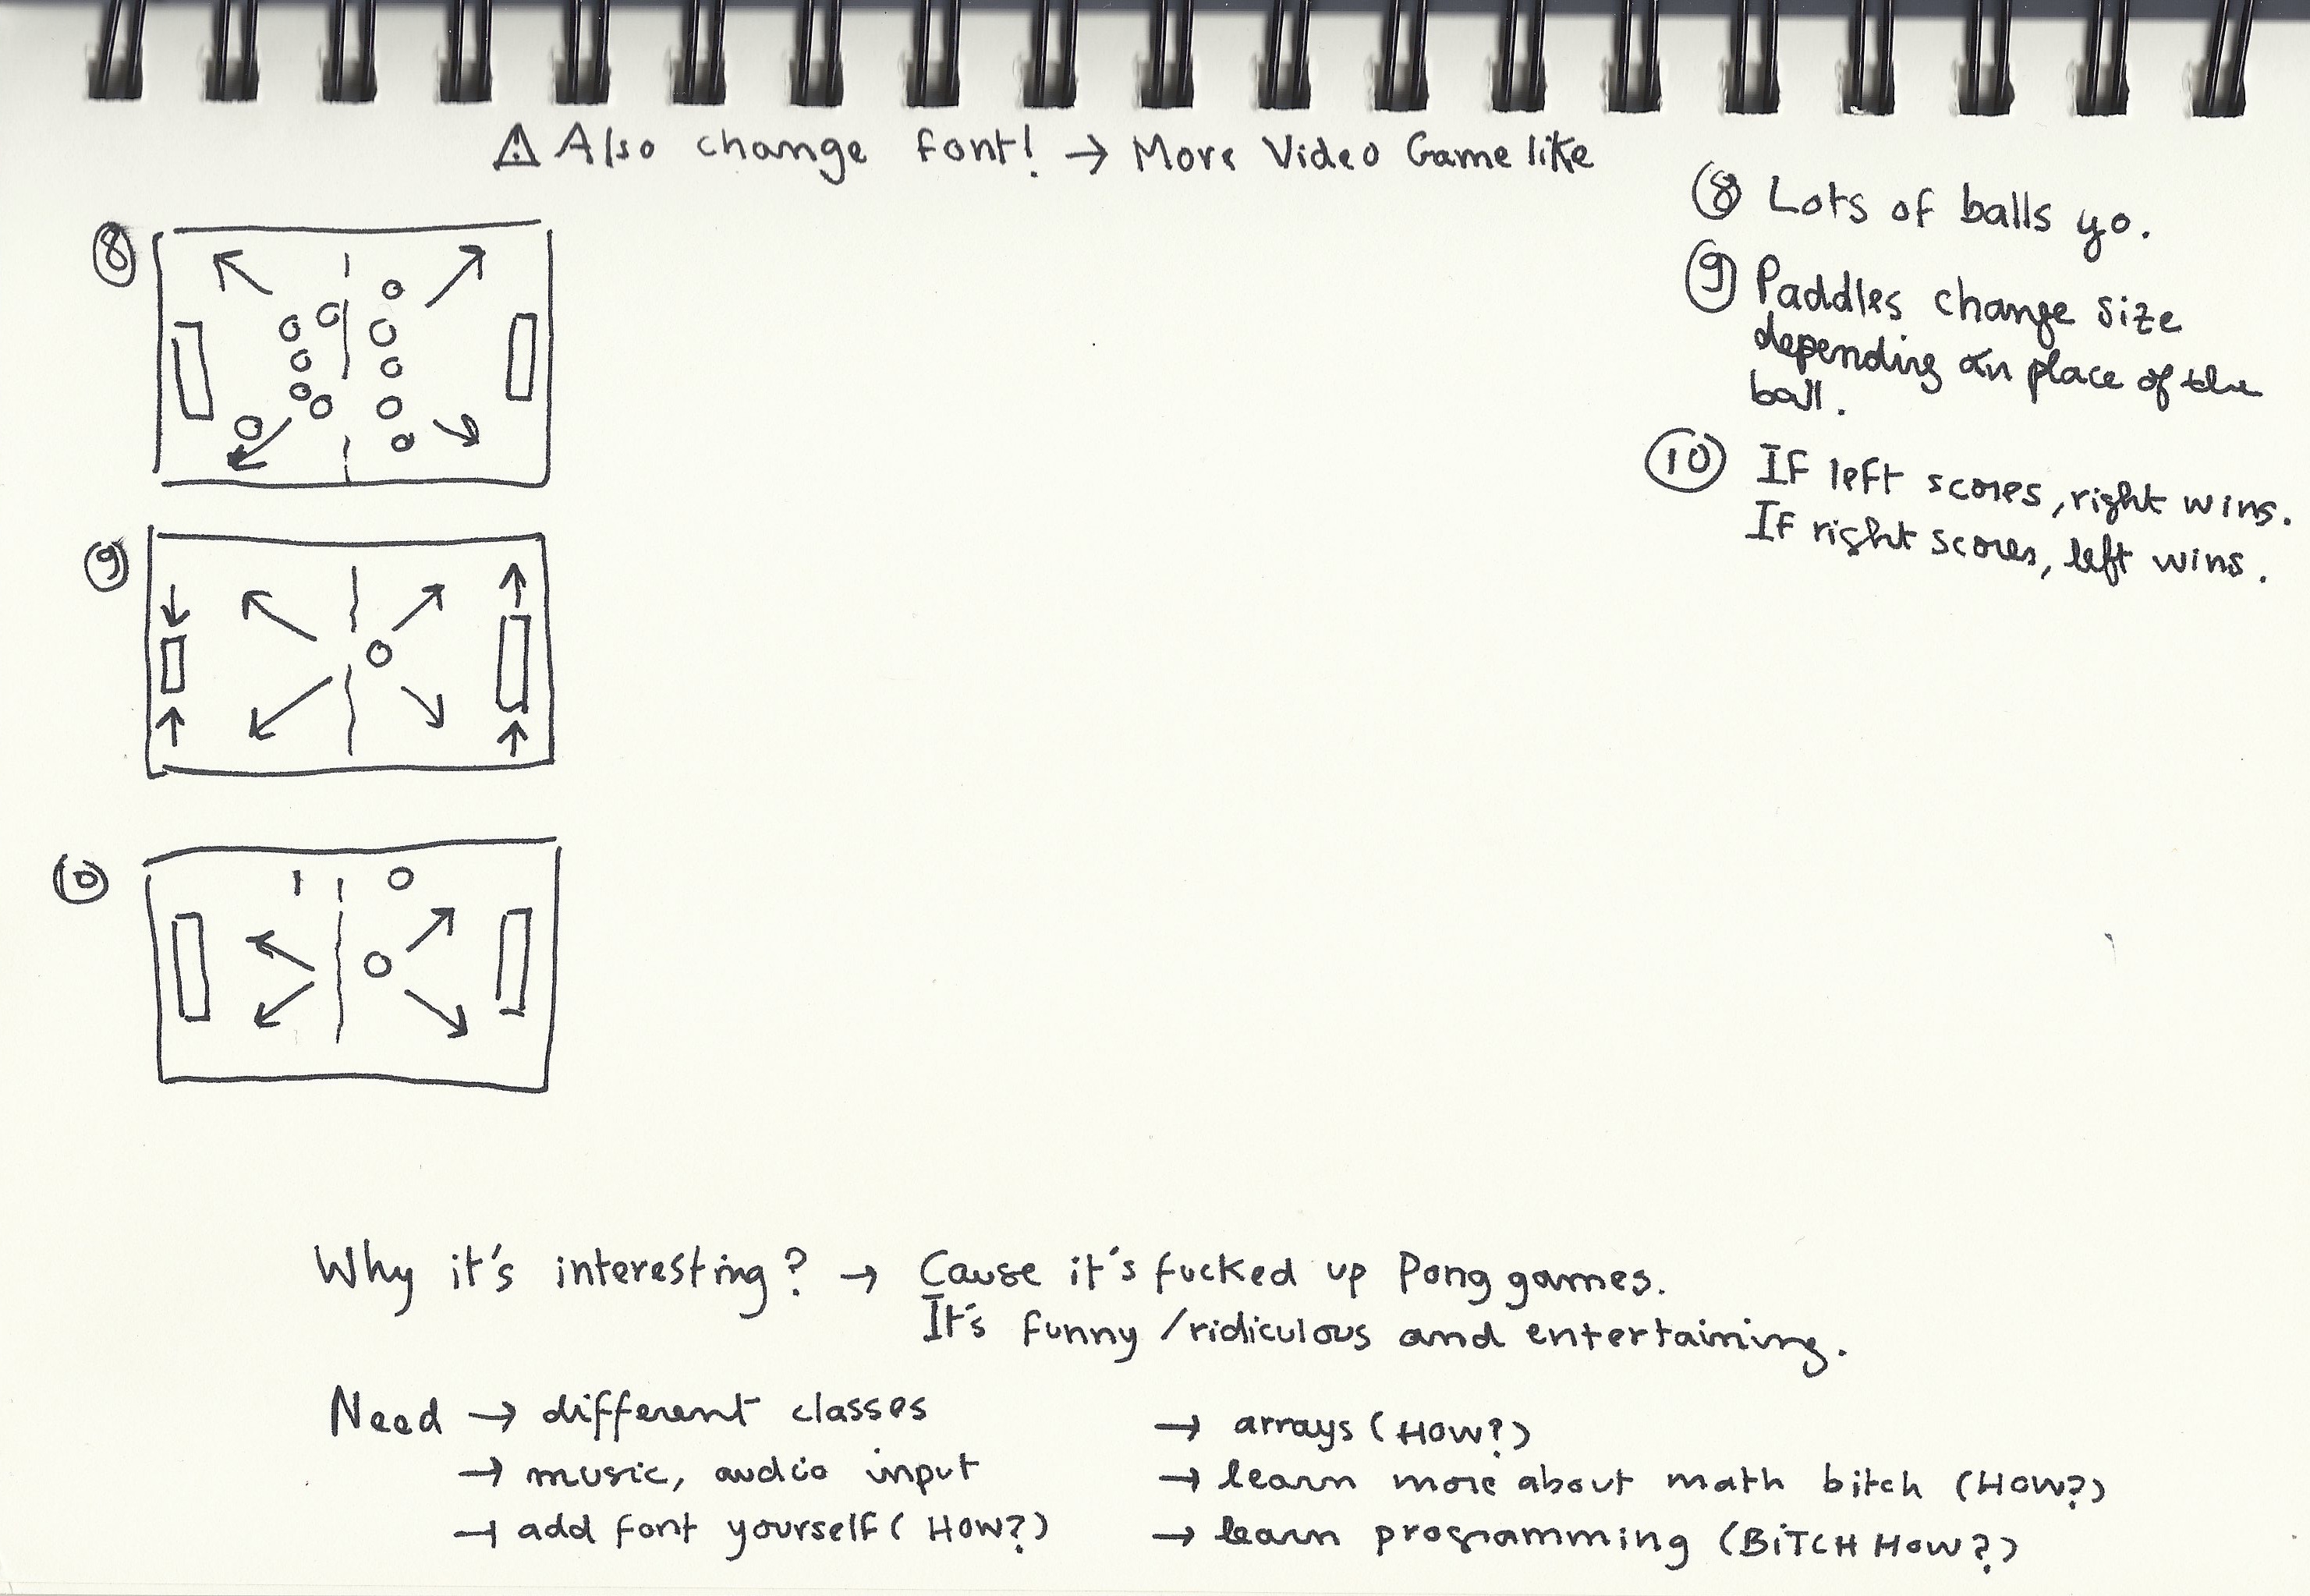 ⚠ Also change font! → More Video Game like
⑧ Lots of balls yo.
⑨ Paddles change size
depending on place of the
ball.
⑩ If left scores, right wins.
If right scores, left wins.
⑧
⑨
⑩
1 0
Why it's interesting? → Cause it's fucked up Pong games.
It's funny/ridiculous and entertaining.
Need → different classes
→ music, audio input
→ add font yourself (HOW?)
→ arrays (HOW?)
→ learn more about math bitch (HOW?)
→ learn programming (BITCH HOW?)